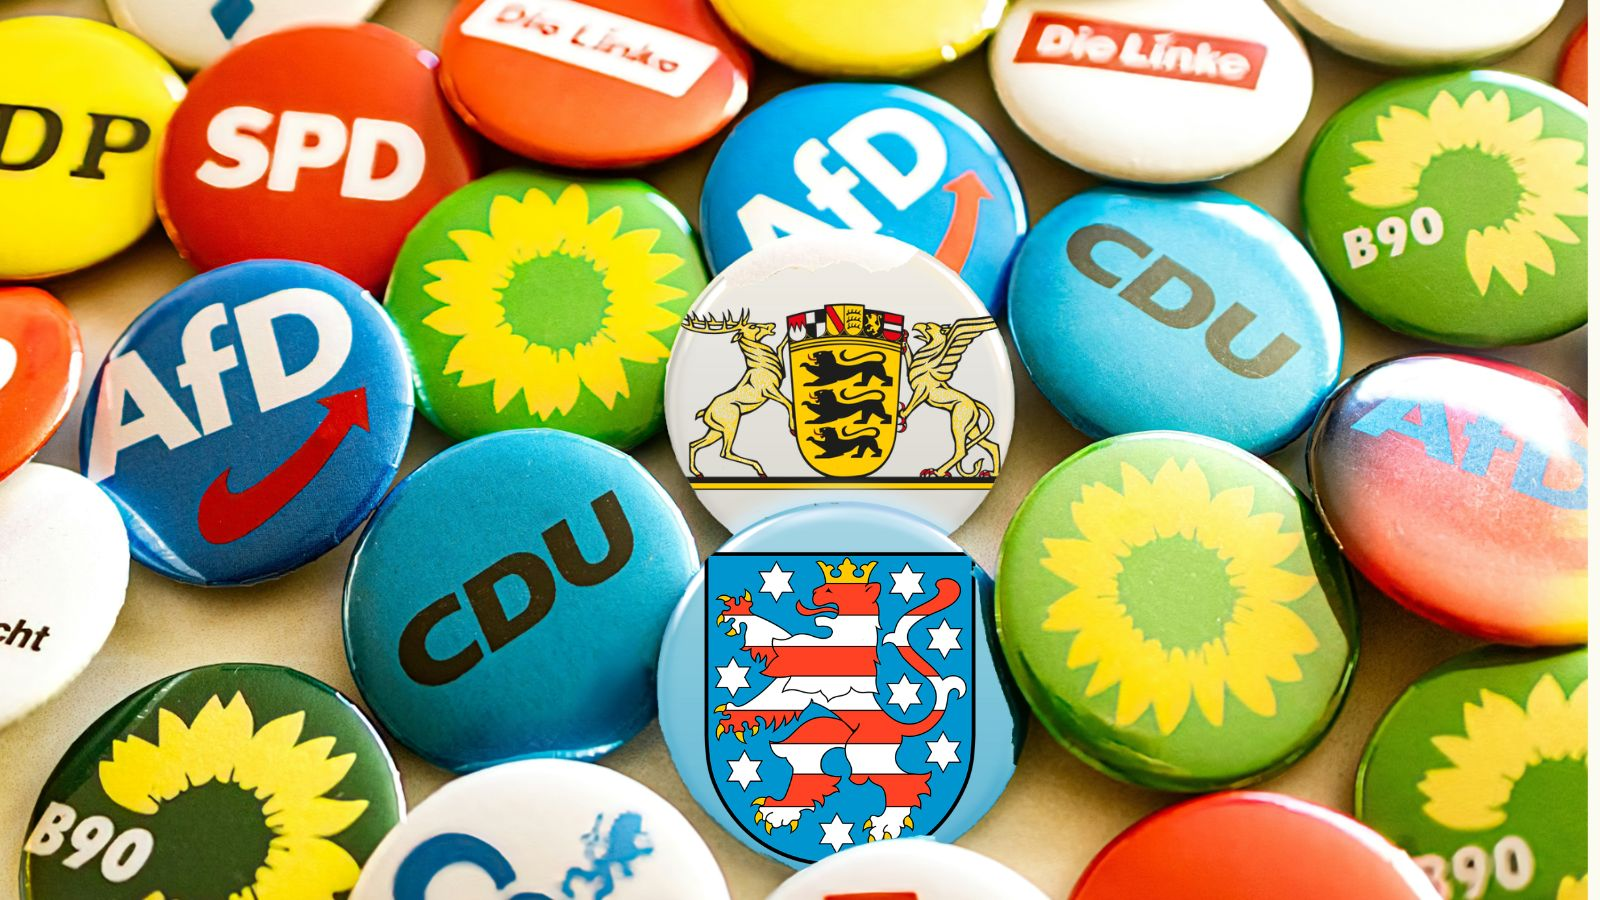 DP
SPD
Die Linke
Die Linke
AfD
B90
AfD
CDU
AfD
CDU
cht
B90
B90